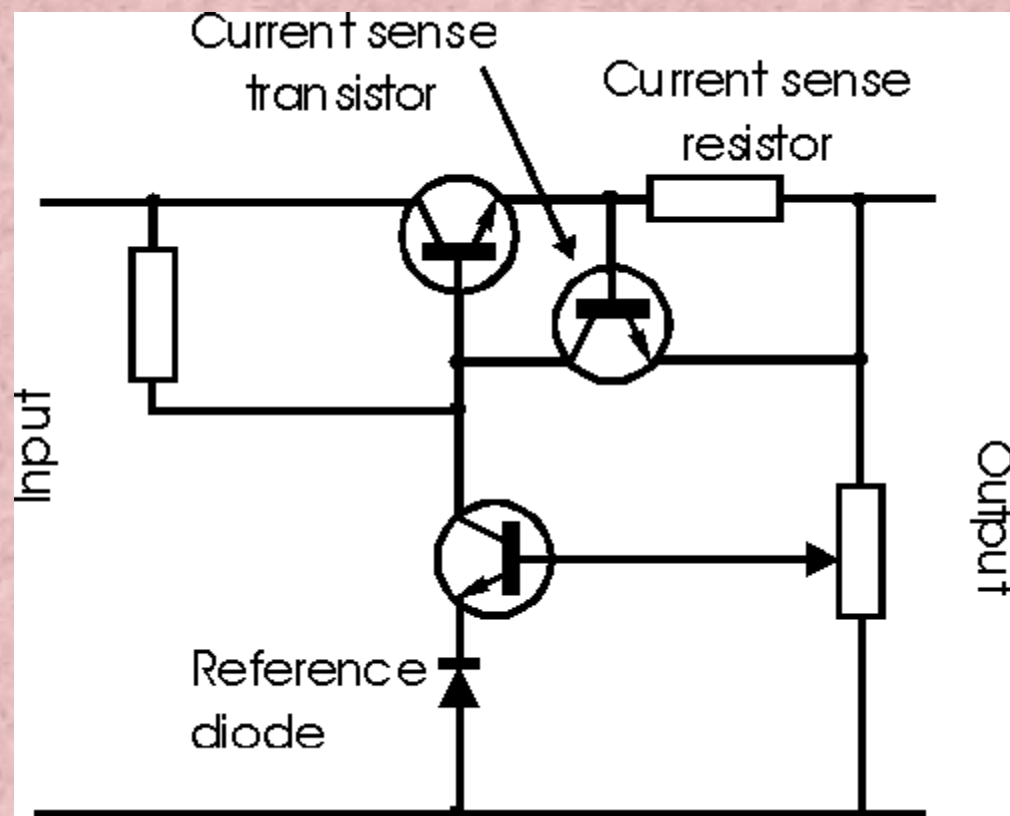 Current sense
transistor
Current sense
resistor
Input
Output
Reference
diode